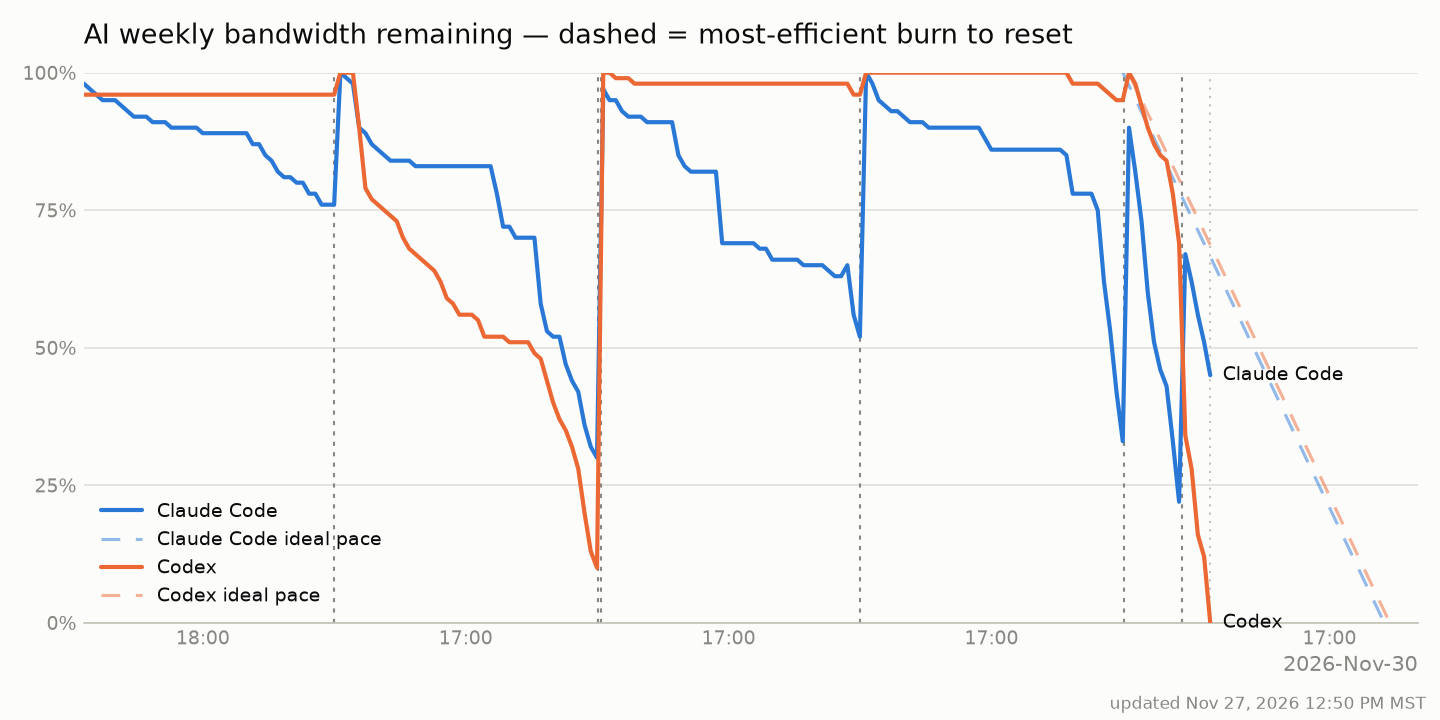 AI weekly bandwidth remaining — dashed = most-efficient burn to reset
100%
75%
50%
25%
0%
Claude Code
Codex
Claude Code
Claude Code ideal pace
Codex
Codex ideal pace
18:00 17:00 17:00 17:00 17:00
2026-Nov-30
updated Nov 27, 2026 12:50 PM MST